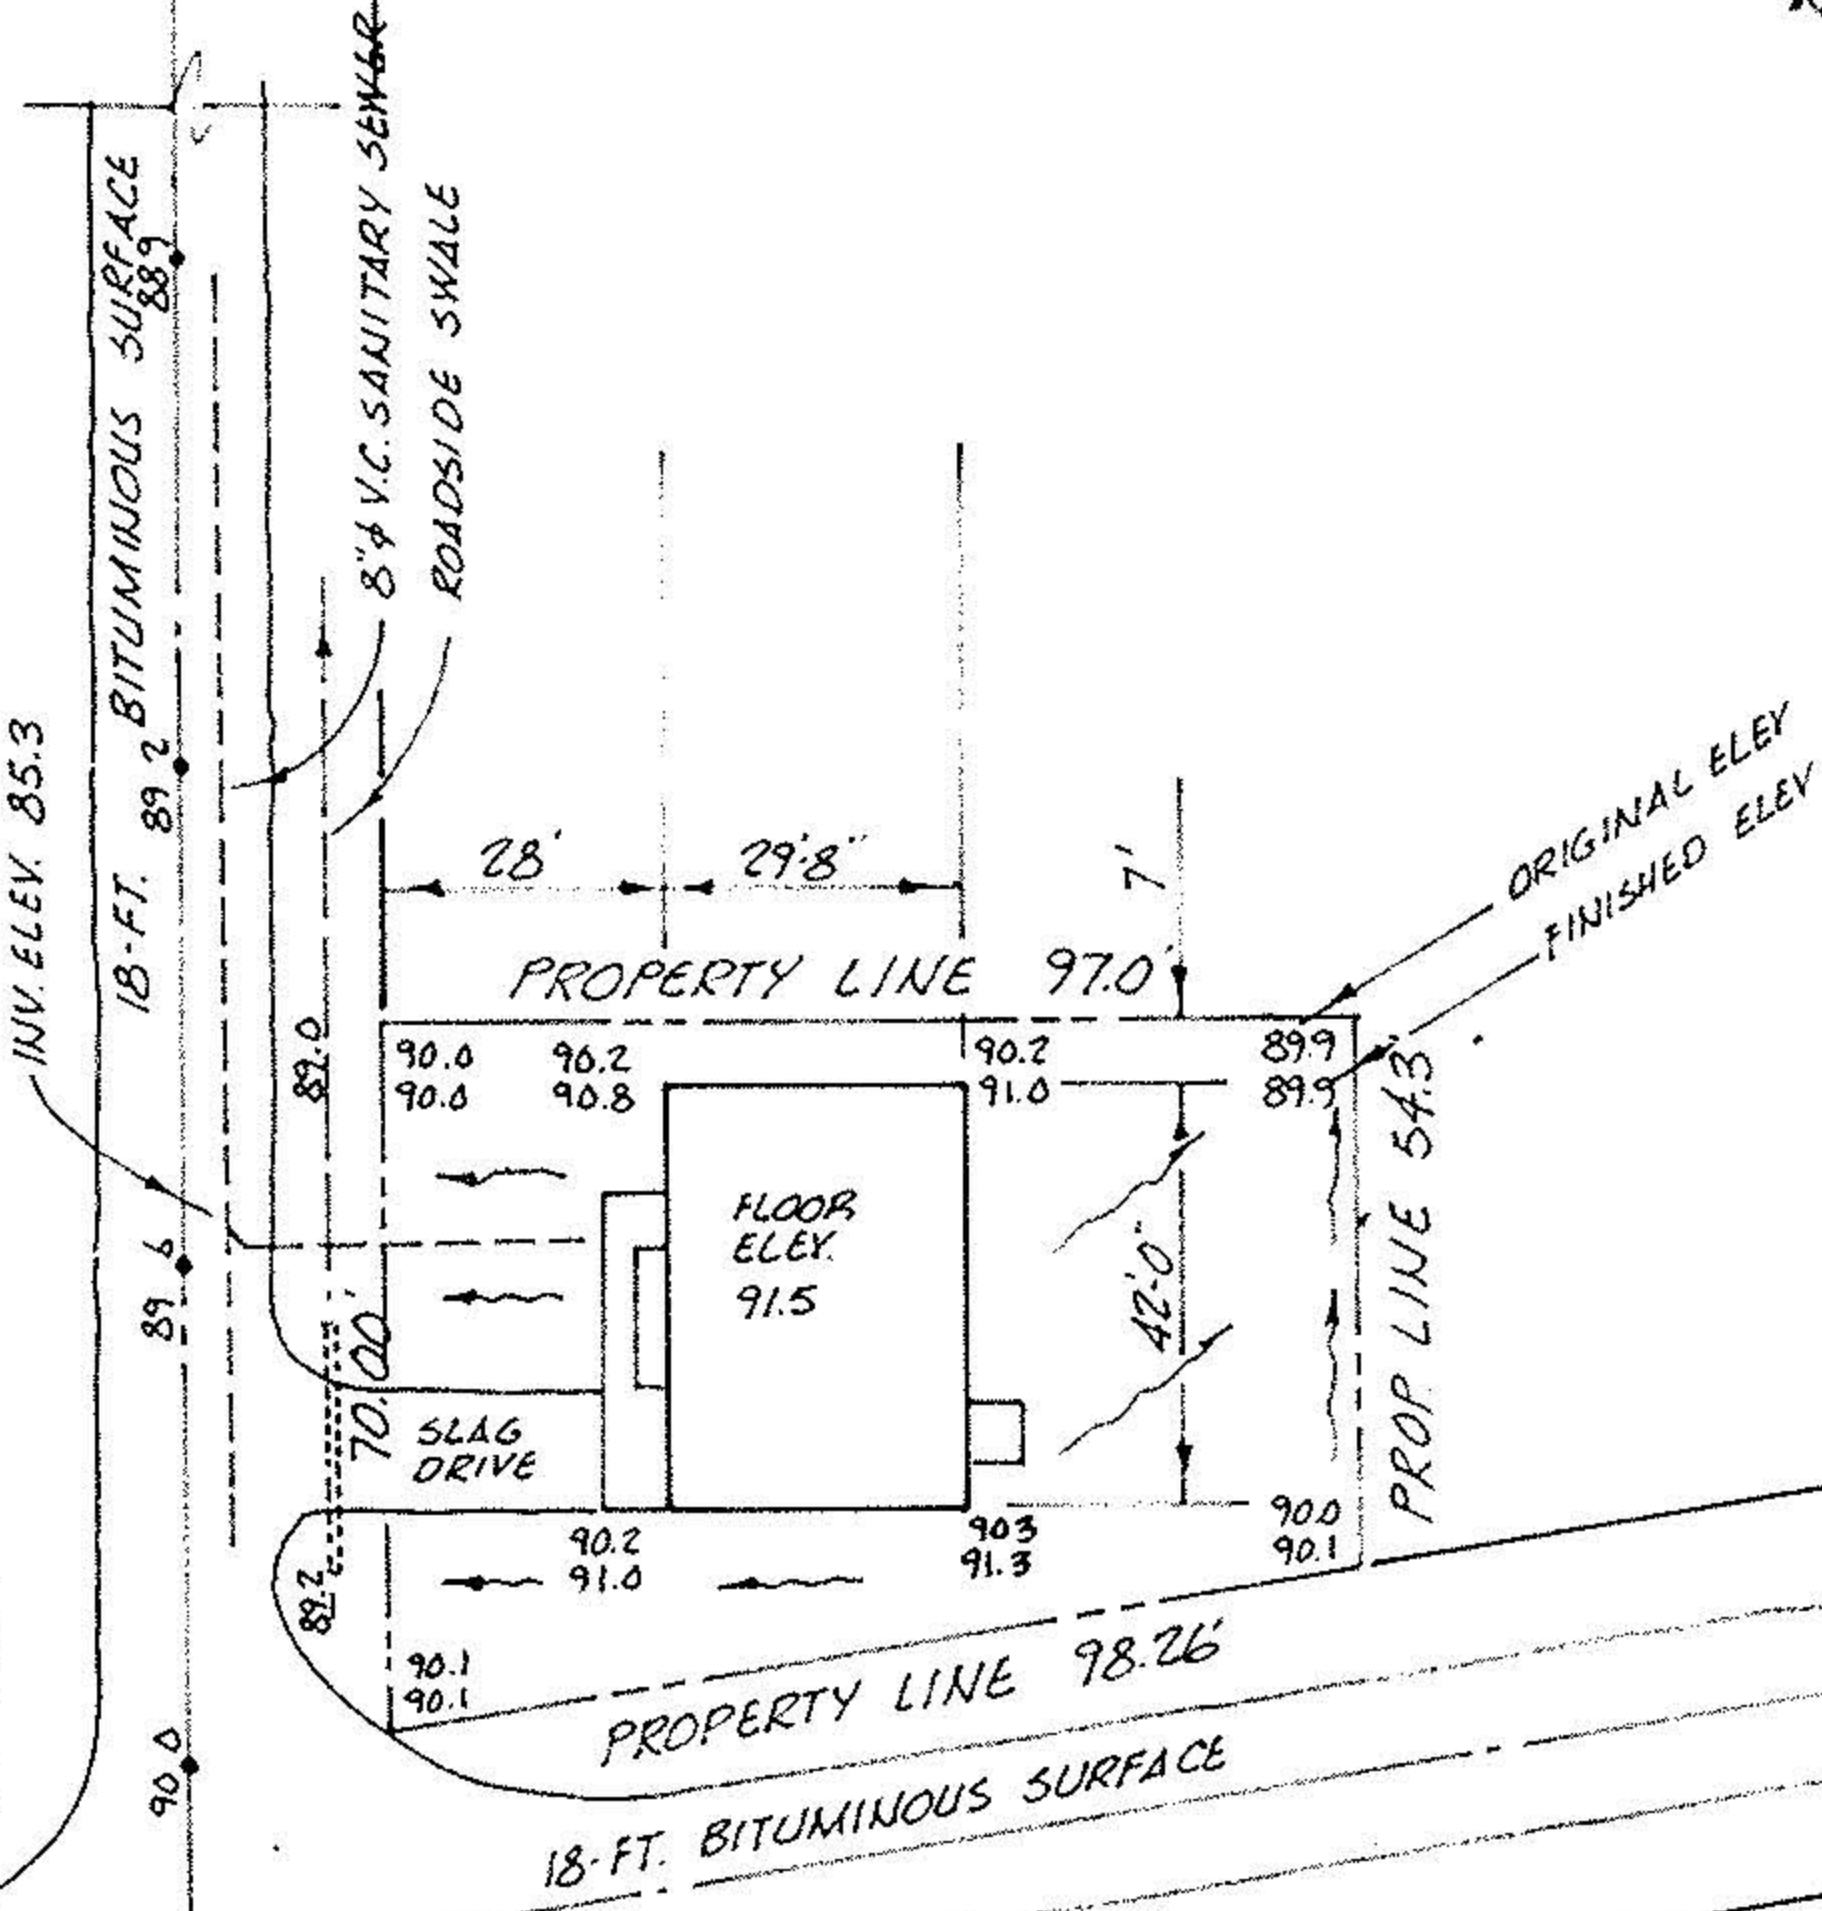 8"⌀ V.C. SANITARY SEWER
ROADSIDE SWALE
18-FT. BITUMINOUS SURFACE
88 9
89 2
89 6
90 0
INV. ELEV. 85.3
28'
29'-8"
7'
ORIGINAL ELEV
FINISHED ELEV
PROPERTY LINE 97.0'
89.0
90.0
90.0
90.2
90.8
90.2
91.0
89.9
89.9
PROP LINE 54.3'
FLOOR
ELEV.
91.5
42'-0"
70.00'
SLAG
DRIVE
89.2
90.2
91.0
90 3
91.3
90.0
90.1
90.1
90.1
PROPERTY LINE 98.26'
18-FT. BITUMINOUS SURFACE